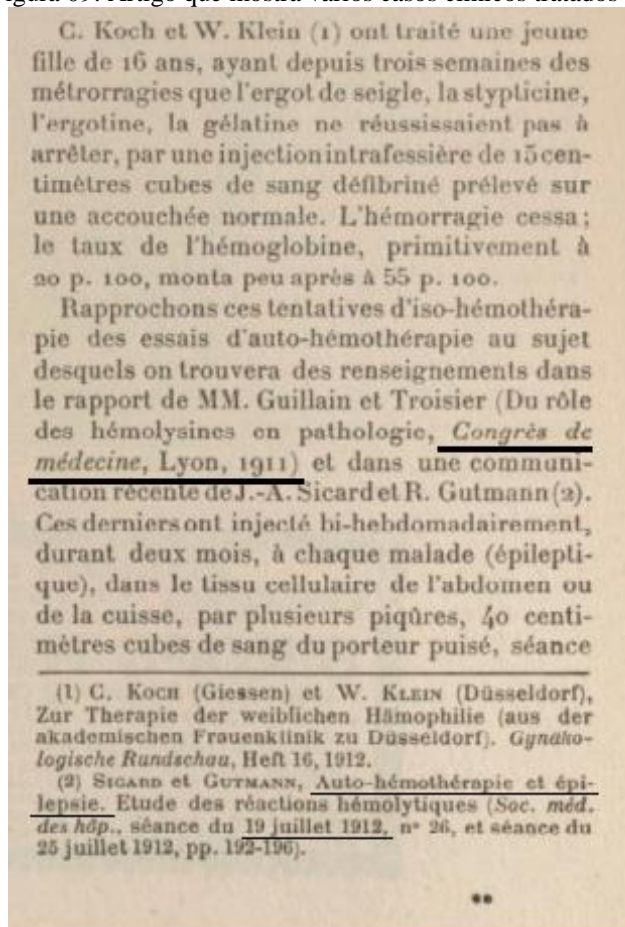 igura 69. Artigo que mostra vários casos clínicos tratados
C. Koch et W. Klein (1) ont traité une jeune
fille de 16 ans, ayant depuis trois semaines des
métrorragies que l'ergot de seigle, la stypticine,
l'ergotine, la gélatine ne réussissaient pas à
arrêter, par une injection intrafessière de 15 cen-
timètres cubes de sang défibriné prélevé sur
une accouchée normale. L'hémorragie cessa;
le taux de l'hémoglobine, primitivement à
20 p. 100, monta peu après à 55 p. 100.
Rapprochons ces tentatives d'iso-hémothéra-
pie des essais d'auto-hémothérapie au sujet
desquels on trouvera des renseignements dans
le rapport de MM. Guillain et Troisier (Du rôle
des hémolysines en pathologie, Congrès de
médecine, Lyon, 1911) et dans une communi-
cation récente de J.-A. Sicard et R. Gutmann (2).
Ces derniers ont injecté bi-hebdomadairement,
durant deux mois, à chaque malade (épilepti-
que), dans le tissu cellulaire de l'abdomen ou
de la cuisse, par plusieurs piqûres, 40 centi-
mètres cubes de sang du porteur puisé, séance
(1) C. Koch (Giessen) et W. Klein (Düsseldorf),
Zur Therapie der weiblichen Hämophilie (aus der
akademischen Frauenklinik zu Düsseldorf). Gynäko-
logische Rundschau, Heft 16, 1912.
(2) Sicard et Gutmann, Auto-hémothérapie et épi-
lepsie. Etude des réactions hémolytiques (Soc. méd.
des hôp., séance du 19 juillet 1912, n° 26, et séance du
25 juillet 1912, pp. 192-196).
**